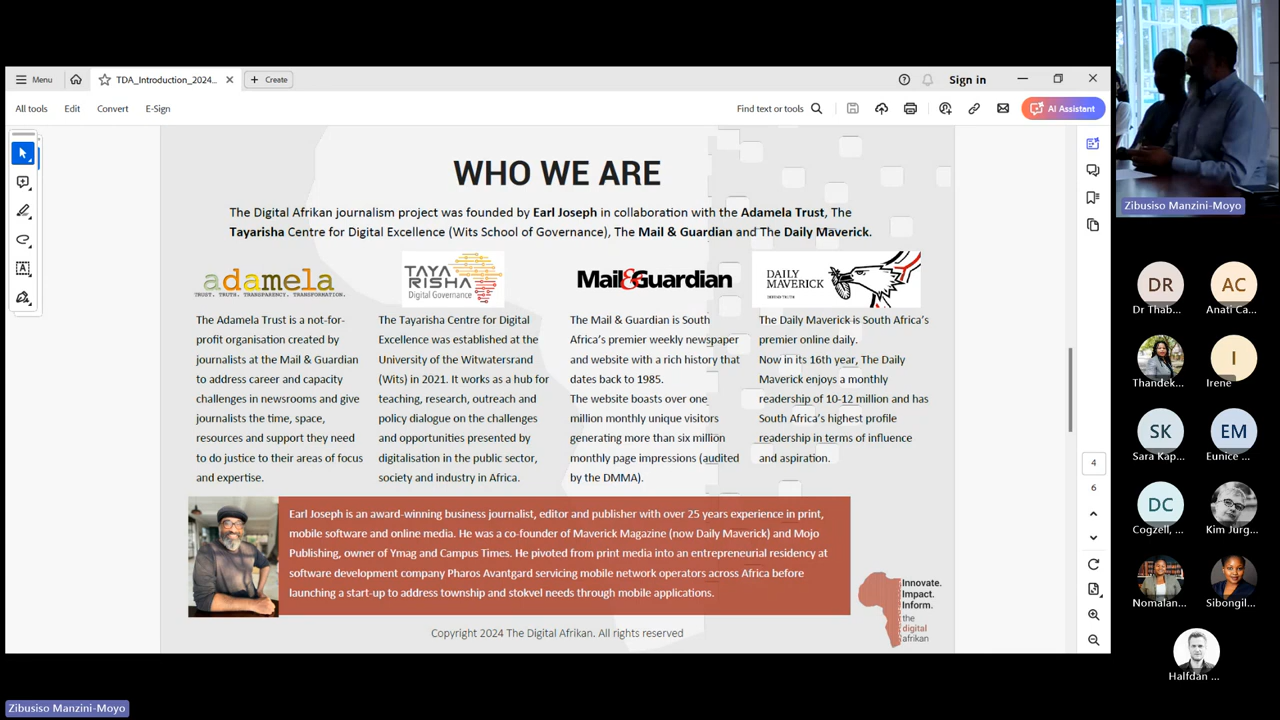 Menu
TDA_Introduction_2024...
Create
Sign in
All tools
Edit
Convert
E-Sign
Find text or tools
AI Assistant
WHO WE ARE
The Digital Afrikan journalism project was founded by Earl Joseph in collaboration with the Adamela Trust, The
Tayarisha Centre for Digital Excellence (Wits School of Governance), The Mail & Guardian and The Daily Maverick.
adamela
TRUST. TRUTH. TRANSPARENCY. TRANSFORMATION.
TAYA
RISHA
Digital Governance
Mail&Guardian
DAILY
MAVERICK
DEFEND TRUTH
The Adamela Trust is a not-for-
profit organisation created by
journalists at the Mail & Guardian
to address career and capacity
challenges in newsrooms and give
journalists the time, space,
resources and support they need
to do justice to their areas of focus
and expertise.
The Tayarisha Centre for Digital
Excellence was established at the
University of the Witwatersrand
(Wits) in 2021. It works as a hub for
teaching, research, outreach and
policy dialogue on the challenges
and opportunities presented by
digitalisation in the public sector,
society and industry in Africa.
The Mail & Guardian is South
Africa's premier weekly newspaper
and website with a rich history that
dates back to 1985.
The website boasts over one
million monthly unique visitors
generating more than six million
monthly page impressions (audited
by the DMMA).
The Daily Maverick is South Africa's
premier online daily.
Now in its 16th year, The Daily
Maverick enjoys a monthly
readership of 10-12 million and has
South Africa's highest profile
readership in terms of influence
and aspiration.
Earl Joseph is an award-winning business journalist, editor and publisher with over 25 years experience in print,
mobile software and online media. He was a co-founder of Maverick Magazine (now Daily Maverick) and Mojo
Publishing, owner of Ymag and Campus Times. He pivoted from print media into an entrepreneurial residency at
software development company Phares Avantgard servicing mobile network operators across Africa before
launching a start-up to address township and stokvel needs through mobile applications.
Innovate.
Impact.
Inform.
the
digital
afrikan
Copyright 2024 The Digital Afrikan. All rights reserved
4
6
Zibusiso Manzini-Moyo
DR
Dr Thab...
AC
Anati Ca...
Thandek...
I
Irene
SK
Sara Kap...
EM
Eunice ...
DC
Cogzell, ...
Kim Jürg...
Nomalan...
Sibongil...
Halfdan ...
Zibusiso Manzini-Moyo